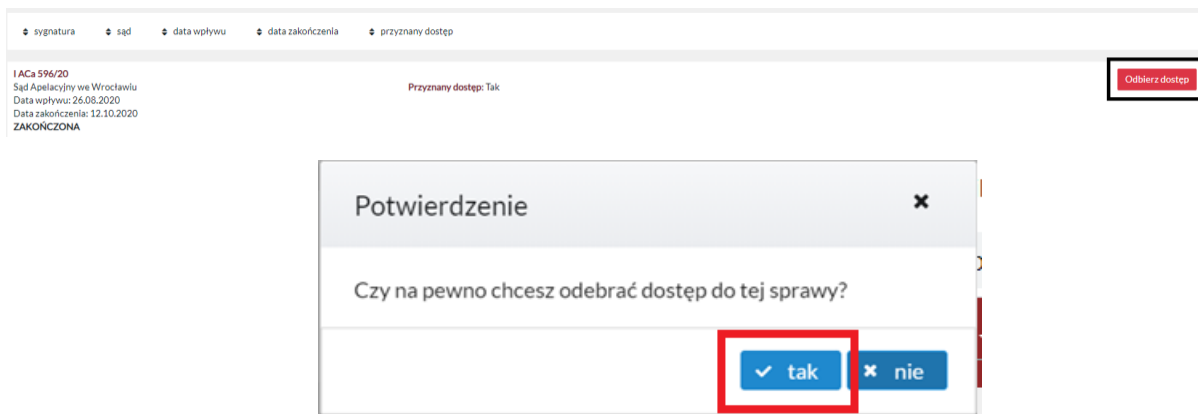 sygnatura sąd data wpływu data zakończenia przyznany dostęp
I ACa 596/20
Sąd Apelacyjny we Wrocławiu
Przyznany dostęp: Tak
Odbierz dostęp
Data wpływu: 26.08.2020
Data zakończenia: 12.10.2020
ZAKOŃCZONA
Potwierdzenie
Czy na pewno chcesz odebrać dostęp do tej sprawy?
tak nie